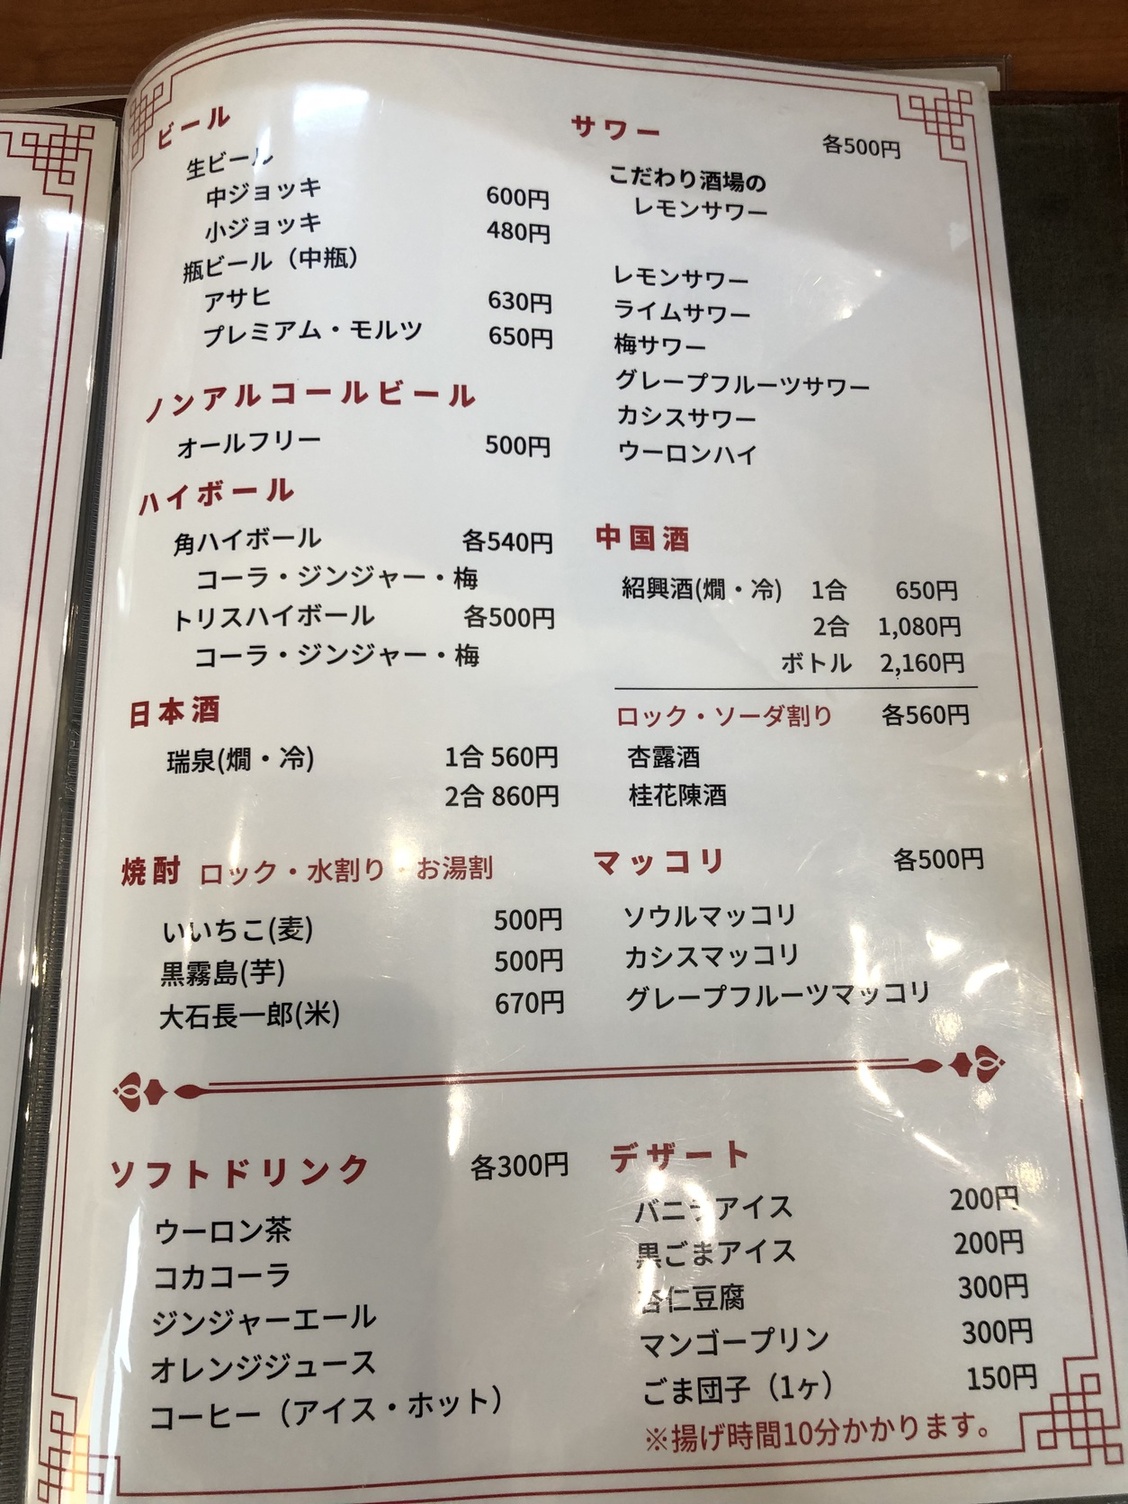 ビール
生ビール
中ジョッキ 600円
小ジョッキ 480円
瓶ビール（中瓶）
アサヒ 630円
プレミアム・モルツ 650円
ノンアルコールビール
オールフリー 500円
ハイボール
角ハイボール 各540円
コーラ・ジンジャー・梅
トリスハイボール 各500円
コーラ・ジンジャー・梅
日本酒
瑞泉(燗・冷) 1合 560円
2合 860円
焼酎 ロック・水割り・お湯割
いいちこ(麦) 500円
黒霧島(芋) 500円
大石長一郎(米) 670円
サワー 各500円
こだわり酒場の
レモンサワー
レモンサワー
ライムサワー
梅サワー
グレープフルーツサワー
カシスサワー
ウーロンハイ
中国酒
紹興酒(燗・冷) 1合 650円
2合 1,080円
ボトル 2,160円
ロック・ソーダ割り 各560円
杏露酒
桂花陳酒
マッコリ 各500円
ソウルマッコリ
カシスマッコリ
グレープフルーツマッコリ
ソフトドリンク 各300円
ウーロン茶
コカコーラ
ジンジャーエール
オレンジジュース
コーヒー（アイス・ホット）
デザート
バニラアイス 200円
黒ごまアイス 200円
杏仁豆腐 300円
マンゴープリン 300円
ごま団子（1ヶ） 150円
※揚げ時間10分かかります。